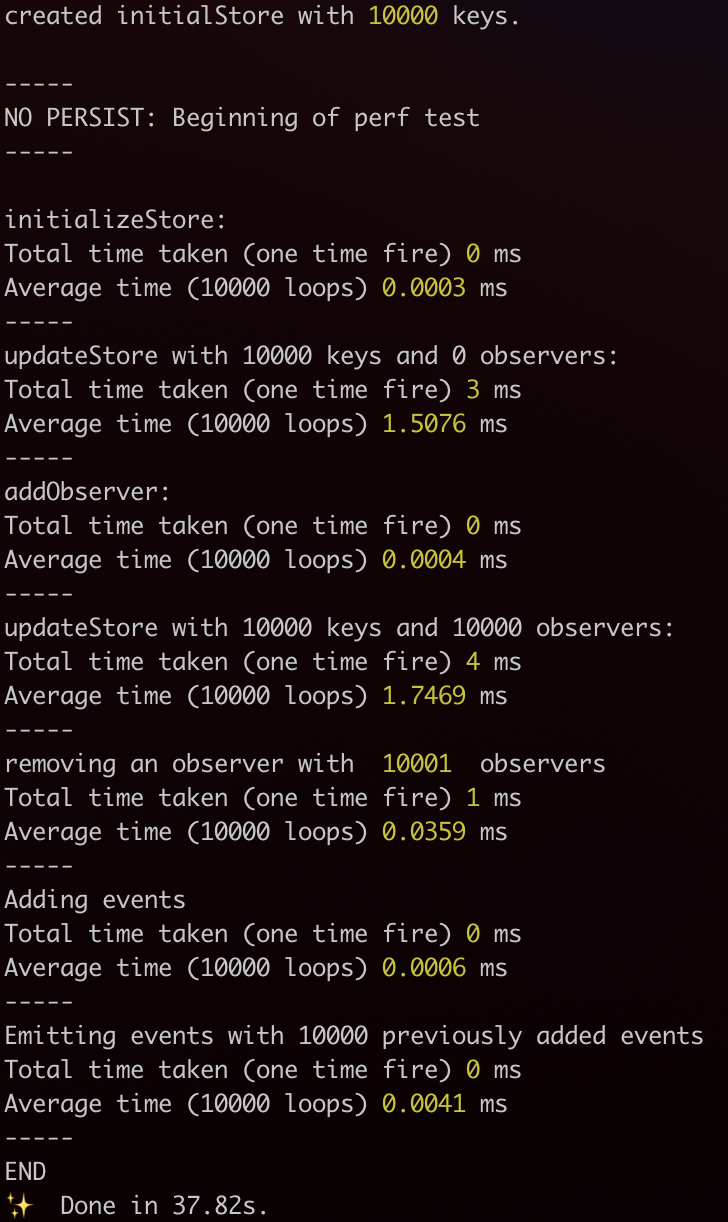 created initialStore with 10000 keys.
-----
NO PERSIST: Beginning of perf test
-----
initializeStore:
Total time taken (one time fire) 0 ms
Average time (10000 loops) 0.0003 ms
-----
updateStore with 10000 keys and 0 observers:
Total time taken (one time fire) 3 ms
Average time (10000 loops) 1.5076 ms
-----
addObserver:
Total time taken (one time fire) 0 ms
Average time (10000 loops) 0.0004 ms
-----
updateStore with 10000 keys and 10000 observers:
Total time taken (one time fire) 4 ms
Average time (10000 loops) 1.7469 ms
-----
removing an observer with  10001  observers
Total time taken (one time fire) 1 ms
Average time (10000 loops) 0.0359 ms
-----
Adding events
Total time taken (one time fire) 0 ms
Average time (10000 loops) 0.0006 ms
-----
Emitting events with 10000 previously added events
Total time taken (one time fire) 0 ms
Average time (10000 loops) 0.0041 ms
-----
END
✨  Done in 37.82s.